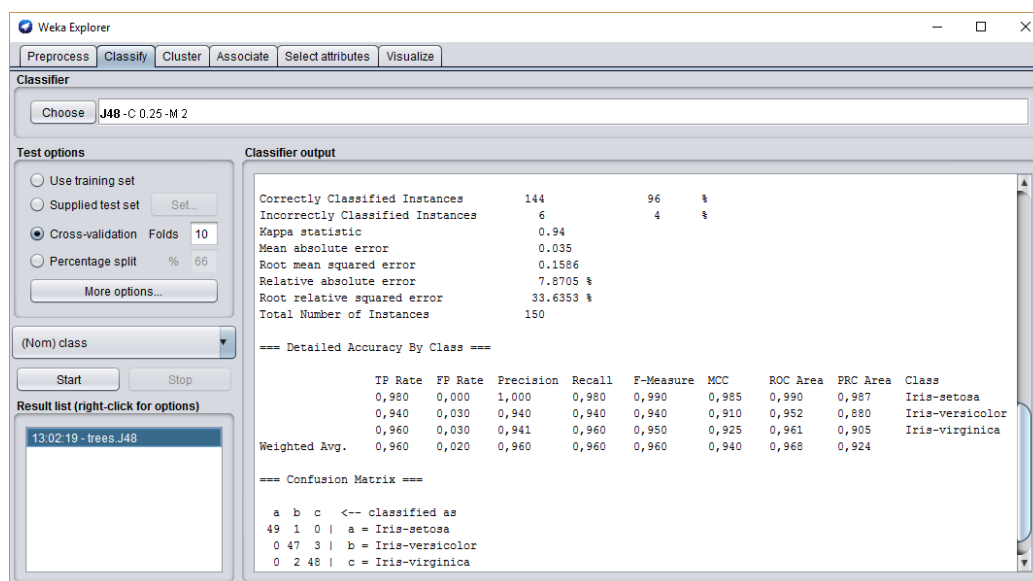 Weka Explorer
Preprocess Classify Cluster Associate Select attributes Visualize
Classifier
Choose J48 -C 0.25 -M 2
Test options
Use training set
Supplied test set Set...
Cross-validation Folds 10
Percentage split % 66
More options...
(Nom) class
Start Stop
Result list (right-click for options)
13:02:19 - trees.J48
Classifier output
Correctly Classified Instances 144 96 %
Incorrectly Classified Instances 6 4 %
Kappa statistic 0.94
Mean absolute error 0.035
Root mean squared error 0.1586
Relative absolute error 7.8705 %
Root relative squared error 33.6353 %
Total Number of Instances 150
=== Detailed Accuracy By Class ===
TP Rate FP Rate Precision Recall F-Measure MCC ROC Area PRC Area Class
0,980 0,000 1,000 0,980 0,990 0,985 0,990 0,987 Iris-setosa
0,940 0,030 0,940 0,940 0,940 0,910 0,952 0,880 Iris-versicolor
0,960 0,030 0,941 0,960 0,950 0,925 0,961 0,905 Iris-virginica
Weighted Avg. 0,960 0,020 0,960 0,960 0,960 0,940 0,968 0,924
=== Confusion Matrix ===
a b c <-- classified as
49 1 0 | a = Iris-setosa
0 47 3 | b = Iris-versicolor
0 2 48 | c = Iris-virginica